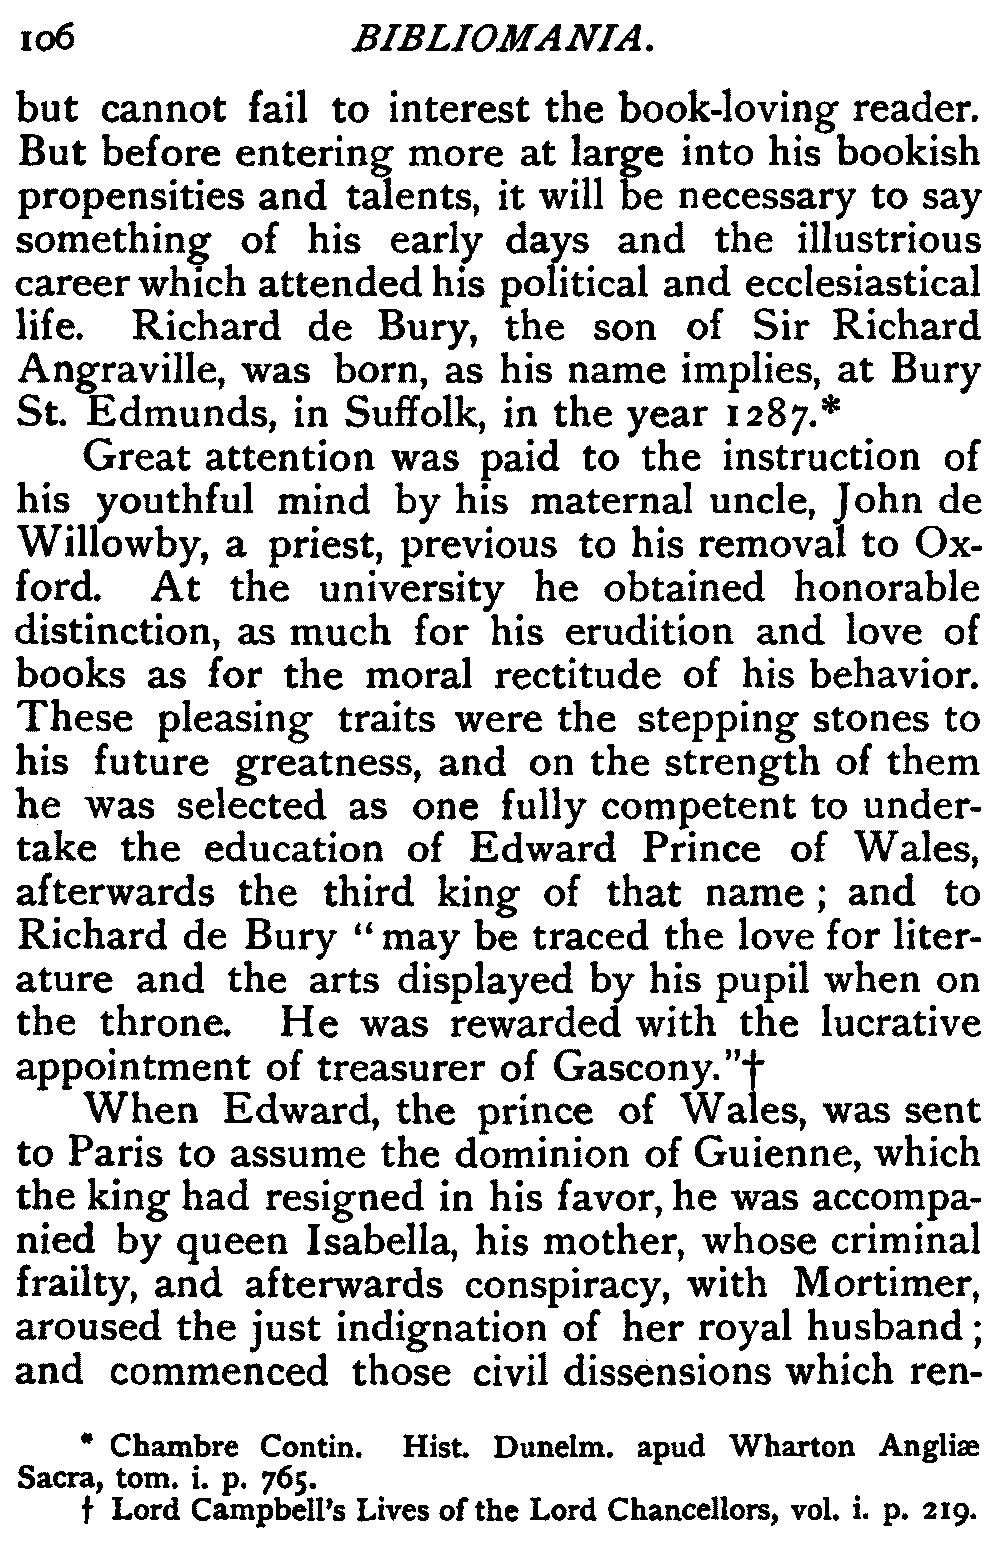 106 BIBLIOMANIA.
but cannot fail to interest the book-loving reader.
But before entering more at large into his bookish
propensities and talents, it will be necessary to say
something of his early days and the illustrious
career which attended his political and ecclesiastical
life. Richard de Bury, the son of Sir Richard
Angraville, was born, as his name implies, at Bury
St. Edmunds, in Suffolk, in the year 1287.*
Great attention was paid to the instruction of
his youthful mind by his maternal uncle, John de
Willowby, a priest, previous to his removal to Ox-
ford. At the university he obtained honorable
distinction, as much for his erudition and love of
books as for the moral rectitude of his behavior.
These pleasing traits were the stepping stones to
his future greatness, and on the strength of them
he was selected as one fully competent to under-
take the education of Edward Prince of Wales,
afterwards the third king of that name ; and to
Richard de Bury “ may be traced the love for liter-
ature and the arts displayed by his pupil when on
the throne. He was rewarded with the lucrative
appointment of treasurer of Gascony.”†
When Edward, the prince of Wales, was sent
to Paris to assume the dominion of Guienne, which
the king had resigned in his favor, he was accompa-
nied by queen Isabella, his mother, whose criminal
frailty, and afterwards conspiracy, with Mortimer,
aroused the just indignation of her royal husband ;
and commenced those civil dissensions which ren-
* Chambre Contin. Hist. Dunelm. apud Wharton Angliæ
Sacra, tom. i. p. 765.
† Lord Campbell's Lives of the Lord Chancellors, vol. i. p. 219.